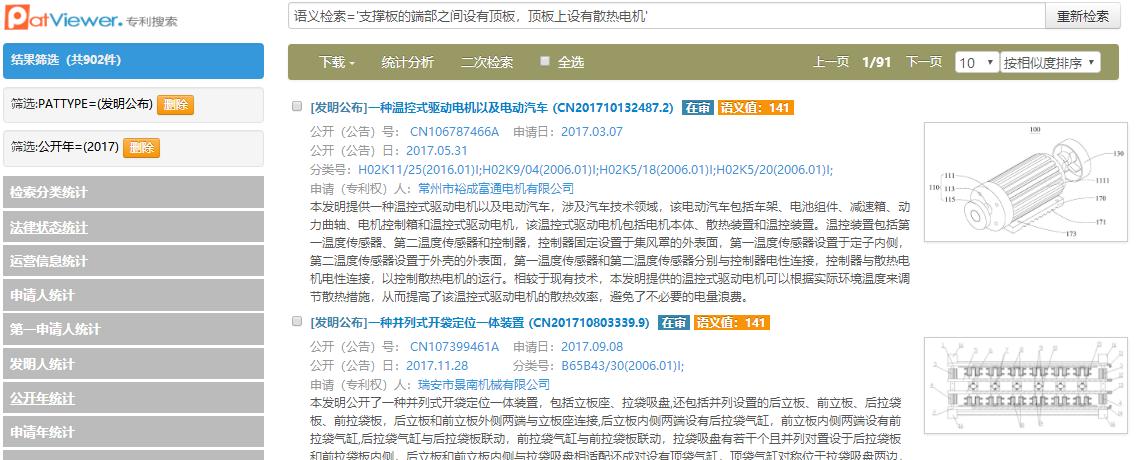 PatViewer. 专利搜索
语义检索='支撑板的端部之间设有顶板，顶板上设有散热电机'
重新检索
结果筛选（共902件）
筛选:PATTYPE=(发明公布) 删除
筛选:公开年=(2017) 删除
检索分类统计
法律状态统计
运营信息统计
申请人统计
第一申请人统计
发明人统计
公开年统计
申请年统计
下载 统计分析 二次检索 全选 上一页 1/91 下一页 10 按相似度排序
[发明公布]一种温控式驱动电机以及电动汽车 (CN201710132487.2) 在审 语义值：141
公开（公告）号： CN106787466A 申请日：2017.03.07
公开（公告）日：2017.05.31
分类号：H02K11/25(2016.01)I;H02K9/04(2006.01)I;H02K5/18(2006.01)I;H02K5/20(2006.01)I;
申请（专利权）人：常州市裕成富通电机有限公司
本发明提供一种温控式驱动电机以及电动汽车，涉及汽车技术领域，该电动汽车包括车架、电池组件、减速箱、动
力曲轴、电机控制箱和温控式驱动电机，该温控式驱动电机包括电机本体、散热装置和温控装置。温控装置包括第
一温度传感器、第二温度传感器和控制器，控制器固定设置于集风罩的外表面，第一温度传感器设置于定子内侧，
第二温度传感器设置于外壳的外表面，第一温度传感器和第二温度传感器分别与控制器电性连接，控制器与散热电
机电性连接，以控制散热电机的运行。相较于现有技术，本发明提供的温控式驱动电机可以根据实际环境温度来调
节散热措施，从而提高了该温控式驱动电机的散热效率，避免了不必要的电量浪费。
100
130
111
110
113
115
1111
170
171
173
[发明公布]一种并列式开袋定位一体装置 (CN201710803339.9) 在审 语义值：141
公开（公告）号： CN107399461A 申请日：2017.09.08
公开（公告）日：2017.11.28 分类号：B65B43/30(2006.01)I;
申请（专利权）人：瑞安市景南机械有限公司
本发明公开了一种并列式开袋定位一体装置，包括立板座、拉袋吸盘,还包括并列设置的后立板、前立板、后拉袋
板、前拉袋板，后立板和前立板外侧两端与立板座连接,后立板内侧两端设有后拉袋气缸，前立板内侧两端设有前
拉袋气缸,后拉袋气缸与后拉袋板联动，前拉袋气缸与前拉袋板联动，拉袋吸盘有若干个且并列对置设于后拉袋板
和前拉袋板内侧，后立板和前立板内侧与拉袋吸盘相适配还成对设有顶袋气缸，顶袋气缸对称位于拉袋吸盘两边，